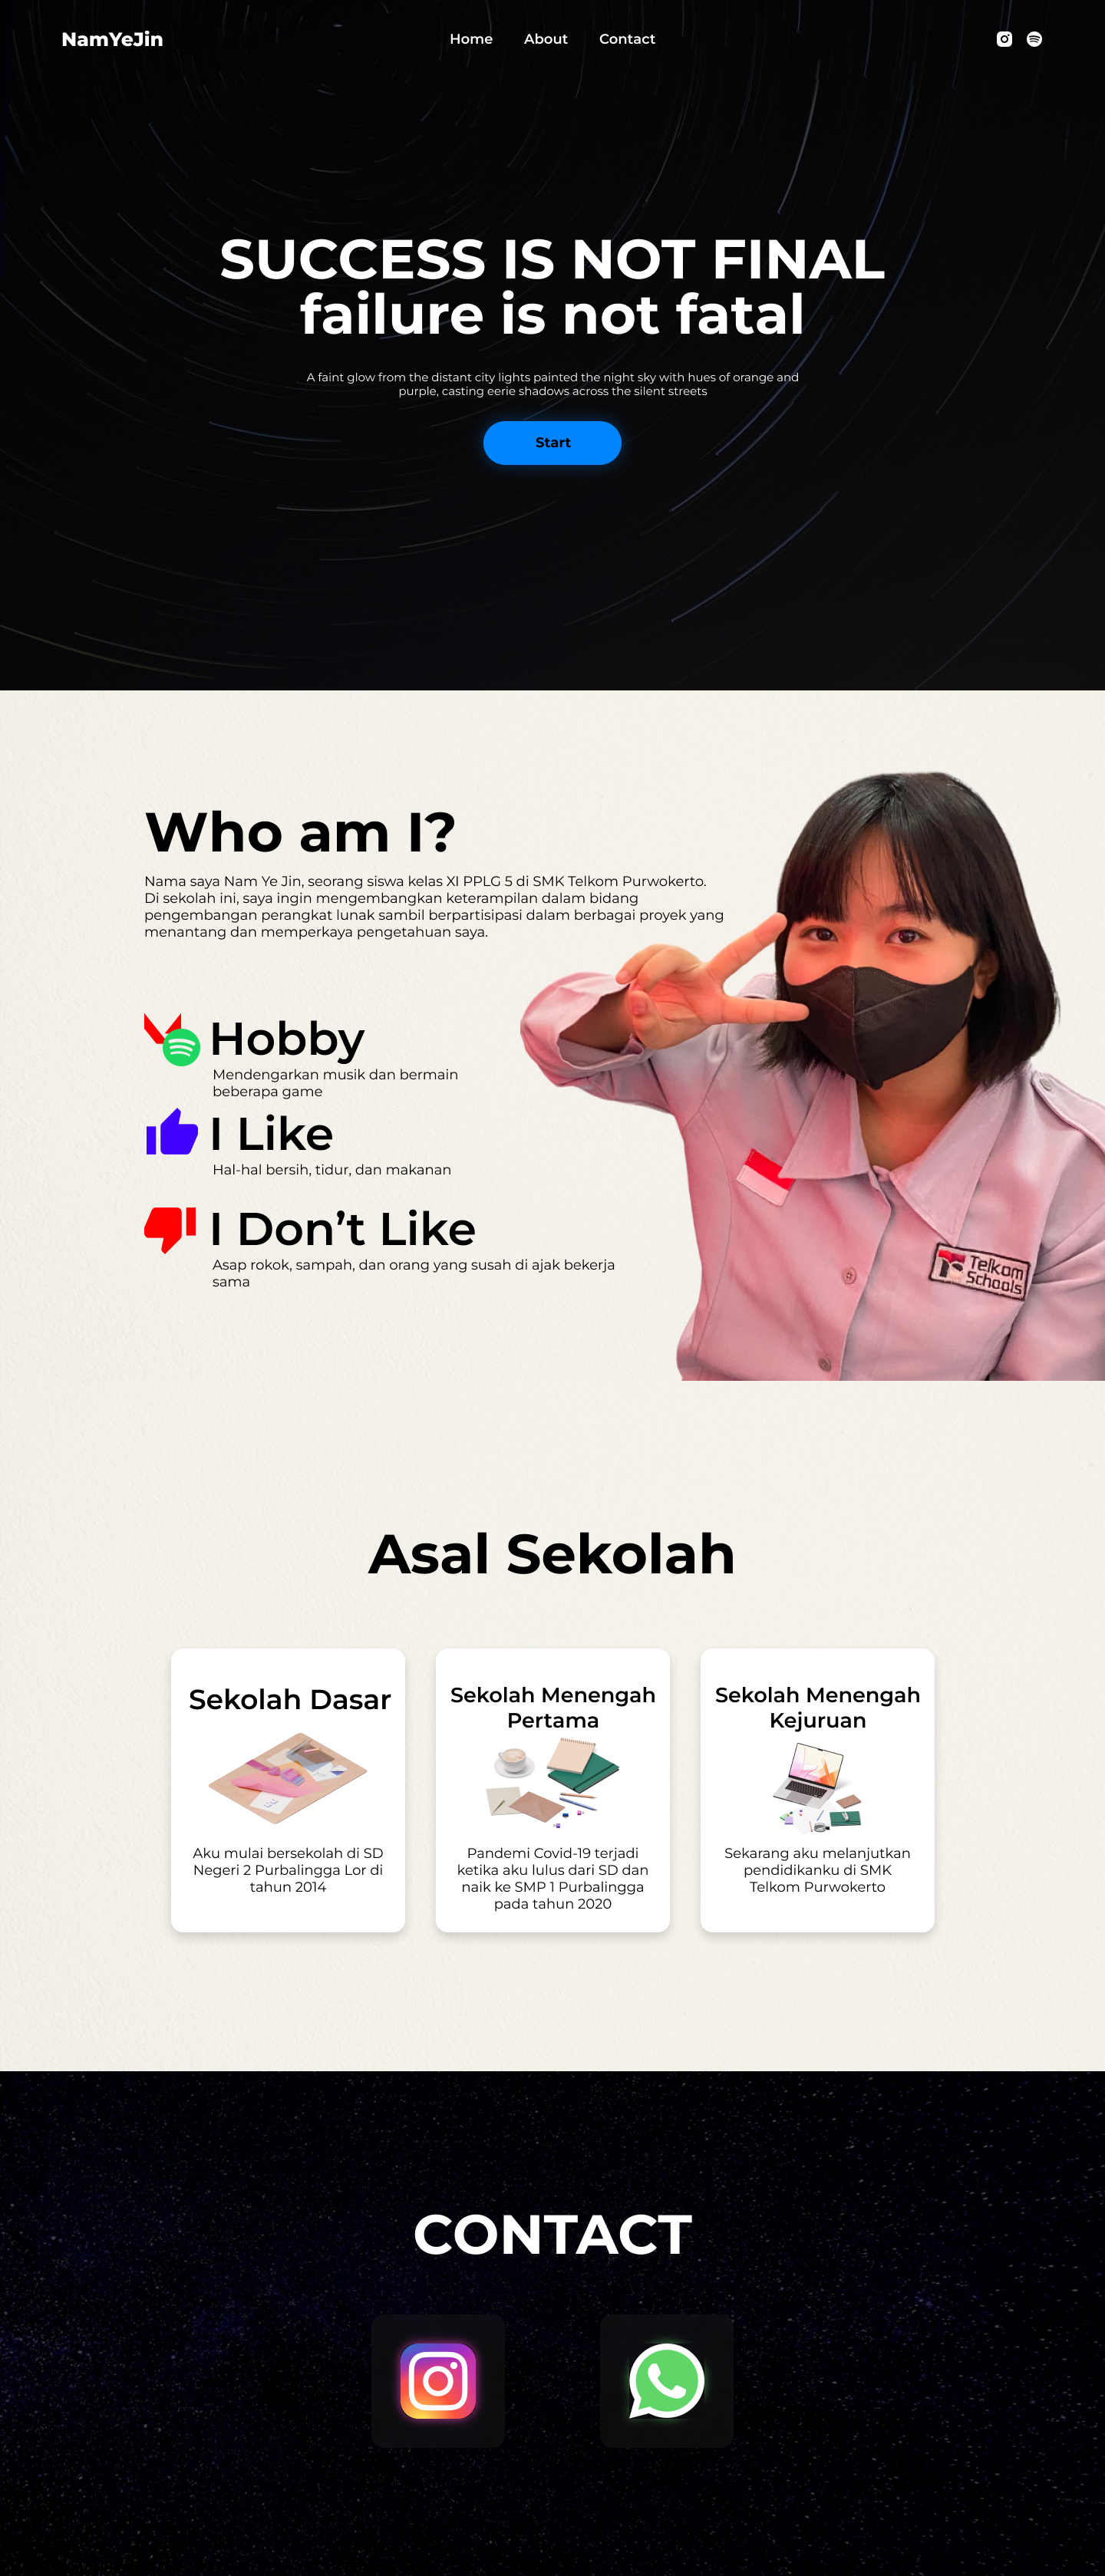 NamYeJin
Home About Contact
SUCCESS IS NOT FINAL
failure is not fatal
A faint glow from the distant city lights painted the night sky with hues of orange and
purple, casting eerie shadows across the silent streets
Start
Who am I?
Nama saya Nam Ye Jin, seorang siswa kelas XI PPLG 5 di SMK Telkom Purwokerto.
Di sekolah ini, saya ingin mengembangkan keterampilan dalam bidang
pengembangan perangkat lunak sambil berpartisipasi dalam berbagai proyek yang
menantang dan memperkaya pengetahuan saya.
Hobby
Mendengarkan musik dan bermain
beberapa game
I Like
Hal-hal bersih, tidur, dan makanan
I Don’t Like
Asap rokok, sampah, dan orang yang susah di ajak bekerja
sama
Telkom
Schools
Asal Sekolah
Sekolah Dasar
Aku mulai bersekolah di SD
Negeri 2 Purbalingga Lor di
tahun 2014
Sekolah Menengah
Pertama
Pandemi Covid-19 terjadi
ketika aku lulus dari SD dan
naik ke SMP 1 Purbalingga
pada tahun 2020
Sekolah Menengah
Kejuruan
Sekarang aku melanjutkan
pendidikanku di SMK
Telkom Purwokerto
CONTACT